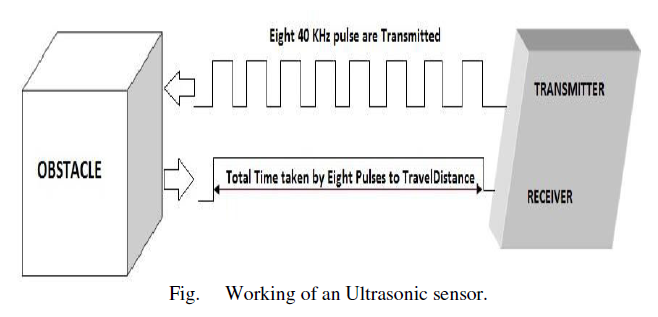 Eight 40 KHz pulse are Transmitted
TRANSMITTER
OBSTACLE
Total Time taken by Eight Pulses to TravelDistance
RECEIVER
Fig. Working of an Ultrasonic sensor.